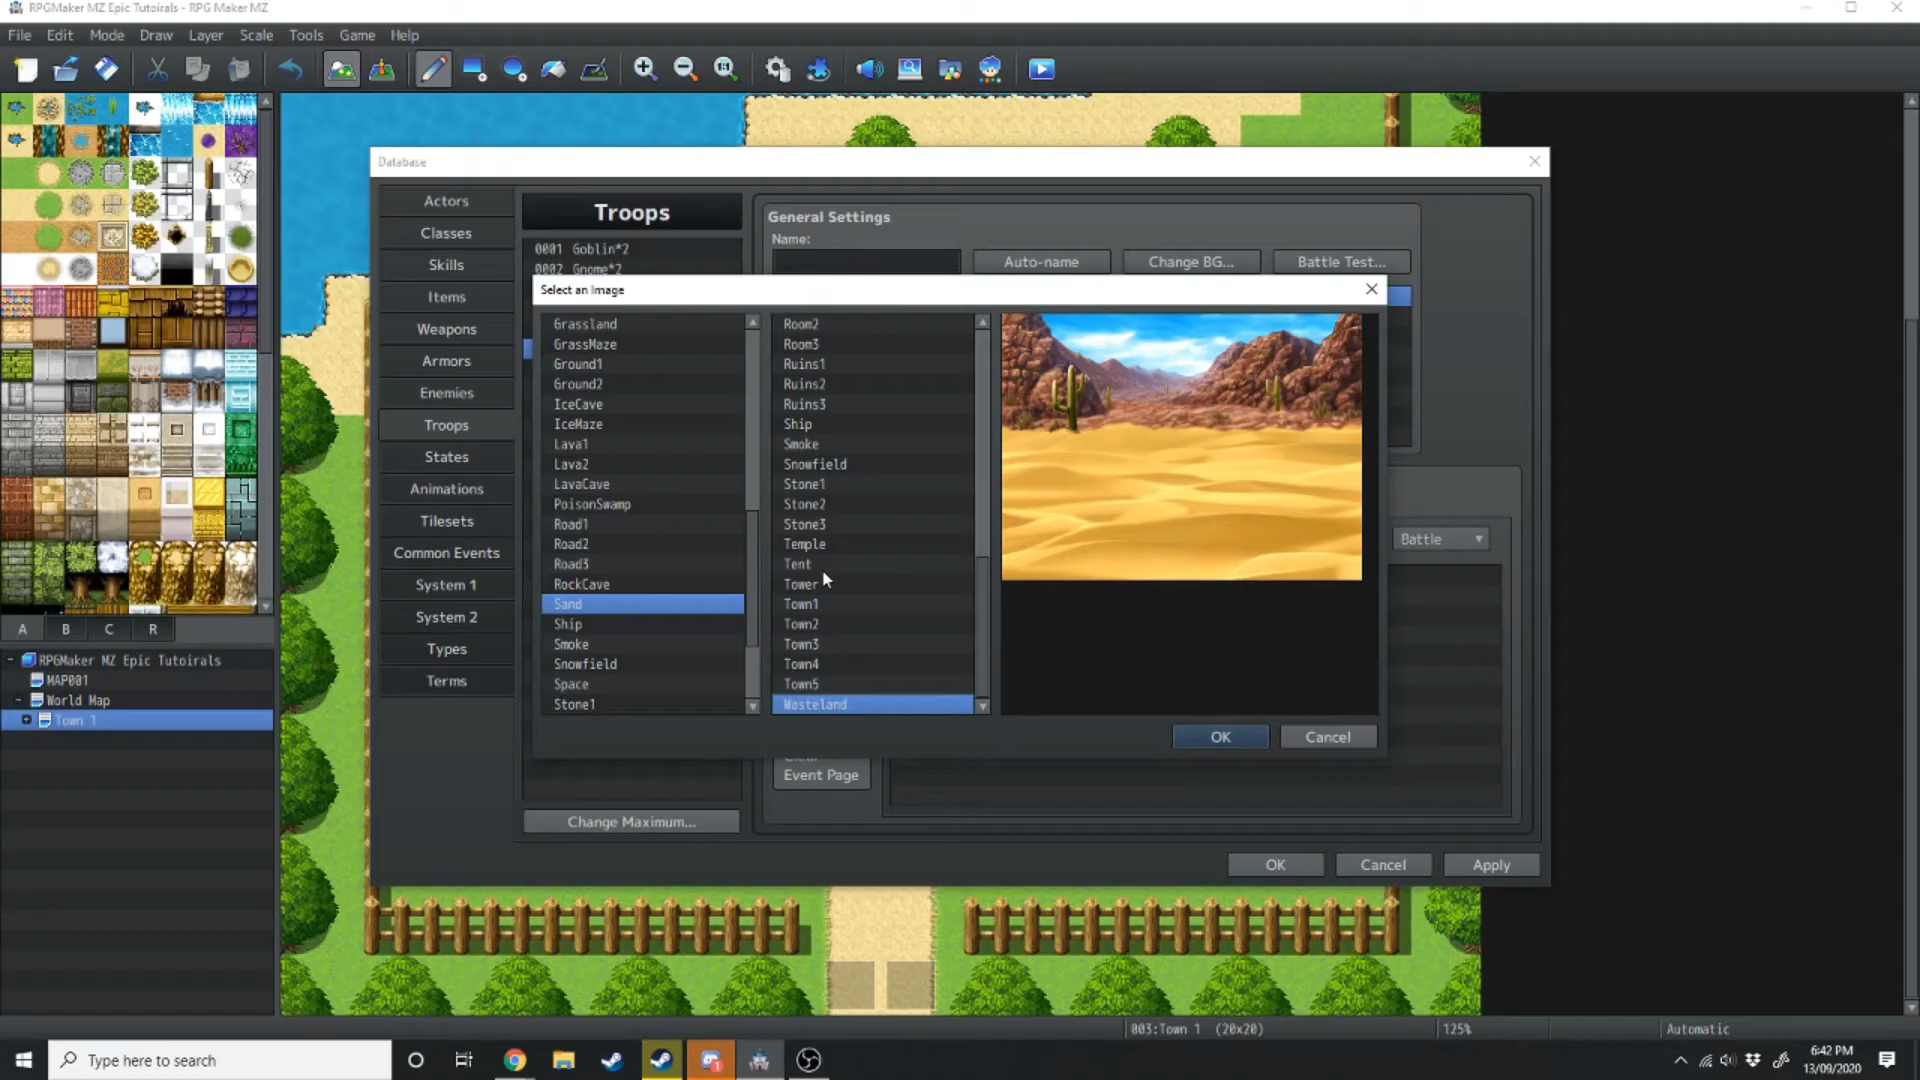 RPGMaker MZ Epic Tutoirals - RPG Maker MZ
File Edit Mode Draw Layer Scale Tools Game Help
Database
Actors
Classes
Skills
Items
Weapons
Armors
Enemies
Troops
States
Animations
Tilesets
Common Events
System 1
System 2
Types
Terms
Troops
0001 Goblin*2
0002 Gnome*2
Change Maximum...
General Settings
Name:
Auto-name
Change BG...
Battle Test...
Select an Image
Grassland
GrassMaze
Ground1
Ground2
IceCave
IceMaze
Lava1
Lava2
LavaCave
PoisonSwamp
Road1
Road2
Road3
RockCave
Sand
Ship
Smoke
Snowfield
Space
Stone1
Room2
Room3
Ruins1
Ruins2
Ruins3
Ship
Smoke
Snowfield
Stone1
Stone2
Stone3
Temple
Tent
Tower
Town1
Town2
Town3
Town4
Town5
Wasteland
OK
Cancel
Battle
Clear
Event Page
OK
Cancel
Apply
A B C R
RPGMaker MZ Epic Tutoirals
MAP001
World Map
Town 1
003:Town 1 (20x20)
125%
Automatic
Type here to search
1
6:42 PM
13/09/2020